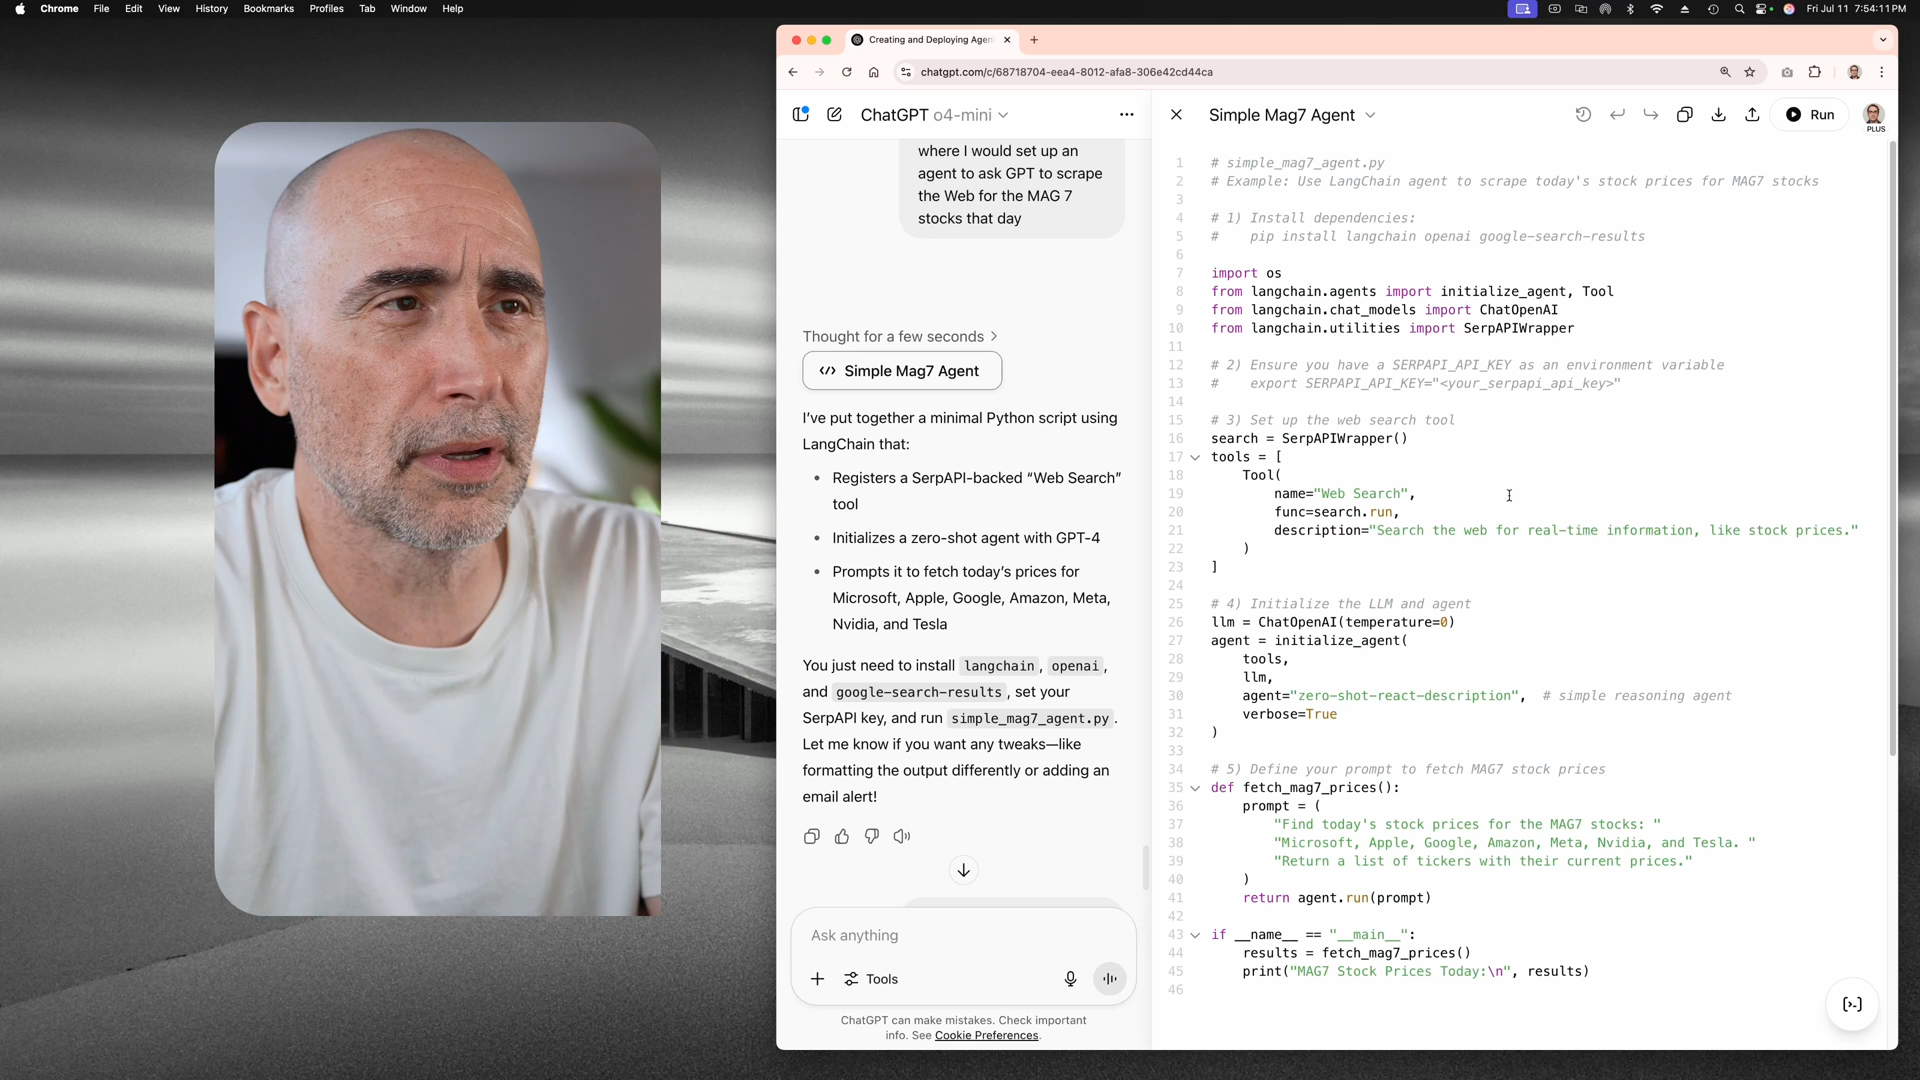 Chrome File Edit View History Bookmarks Profiles Tab Window Help
Fri Jul 11 7:54:11 PM
Creating and Deploying Agen
chatgpt.com/c/68718704-eea4-8012-afa8-306e42cd44ca
ChatGPT o4-mini
where I would set up an
agent to ask GPT to scrape
the Web for the MAG 7
stocks that day
Thought for a few seconds >
Simple Mag7 Agent
I've put together a minimal Python script using
LangChain that:
• Registers a SerpAPI-backed “Web Search”
tool
• Initializes a zero-shot agent with GPT-4
• Prompts it to fetch today's prices for
Microsoft, Apple, Google, Amazon, Meta,
Nvidia, and Tesla
You just need to install langchain, openai,
and google-search-results, set your
SerpAPI key, and run simple_mag7_agent.py.
Let me know if you want any tweaks—like
formatting the output differently or adding an
email alert!
Ask anything
Tools
ChatGPT can make mistakes. Check important
info. See Cookie Preferences.
Simple Mag7 Agent
Run
PLUS
1 # simple_mag7_agent.py
2 # Example: Use LangChain agent to scrape today's stock prices for MAG7 stocks
3
4 # 1) Install dependencies:
5 #    pip install langchain openai google-search-results
6
7 import os
8 from langchain.agents import initialize_agent, Tool
9 from langchain.chat_models import ChatOpenAI
10 from langchain.utilities import SerpAPIWrapper
11
12 # 2) Ensure you have a SERPAPI_API_KEY as an environment variable
13 #    export SERPAPI_API_KEY="<your_serpapi_api_key>"
14
15 # 3) Set up the web search tool
16 search = SerpAPIWrapper()
17 tools = [
18     Tool(
19         name="Web Search",
20         func=search.run,
21         description="Search the web for real-time information, like stock prices."
22     )
23 ]
24
25 # 4) Initialize the LLM and agent
26 llm = ChatOpenAI(temperature=0)
27 agent = initialize_agent(
28     tools,
29     llm,
30     agent="zero-shot-react-description",  # simple reasoning agent
31     verbose=True
32 )
33
34 # 5) Define your prompt to fetch MAG7 stock prices
35 def fetch_mag7_prices():
36     prompt = (
37         "Find today's stock prices for the MAG7 stocks: "
38         "Microsoft, Apple, Google, Amazon, Meta, Nvidia, and Tesla. "
39         "Return a list of tickers with their current prices."
40     )
41     return agent.run(prompt)
42
43 if __name__ == "__main__":
44     results = fetch_mag7_prices()
45     print("MAG7 Stock Prices Today:\n", results)
46